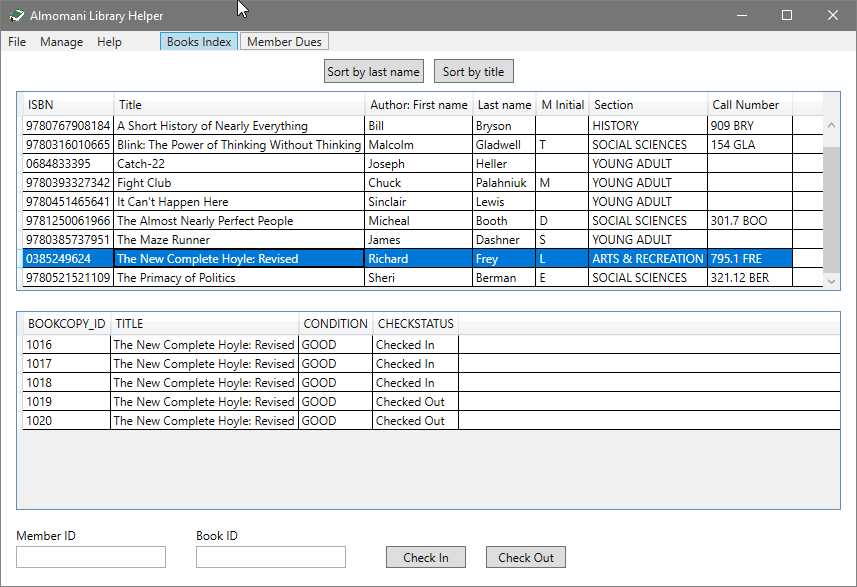 Almomani Library Helper
File Manage Help Books Index Member Dues
Sort by last name Sort by title
ISBN Title Author: First name Last name M Initial Section Call Number
9780767908184 A Short History of Nearly Everything Bill Bryson HISTORY 909 BRY
9780316010665 Blink: The Power of Thinking Without Thinking Malcolm Gladwell T SOCIAL SCIENCES 154 GLA
0684833395 Catch-22 Joseph Heller YOUNG ADULT
9780393327342 Fight Club Chuck Palahniuk M YOUNG ADULT
9780451465641 It Can't Happen Here Sinclair Lewis YOUNG ADULT
9781250061966 The Almost Nearly Perfect People Micheal Booth D SOCIAL SCIENCES 301.7 BOO
9780385737951 The Maze Runner James Dashner S YOUNG ADULT
0385249624 The New Complete Hoyle: Revised Richard Frey L ARTS & RECREATION 795.1 FRE
9780521521109 The Primacy of Politics Sheri Berman E SOCIAL SCIENCES 321.12 BER
BOOKCOPY_ID TITLE CONDITION CHECKSTATUS
1016 The New Complete Hoyle: Revised GOOD Checked In
1017 The New Complete Hoyle: Revised GOOD Checked In
1018 The New Complete Hoyle: Revised GOOD Checked In
1019 The New Complete Hoyle: Revised GOOD Checked Out
1020 The New Complete Hoyle: Revised GOOD Checked Out
Member ID Book ID
Check In Check Out